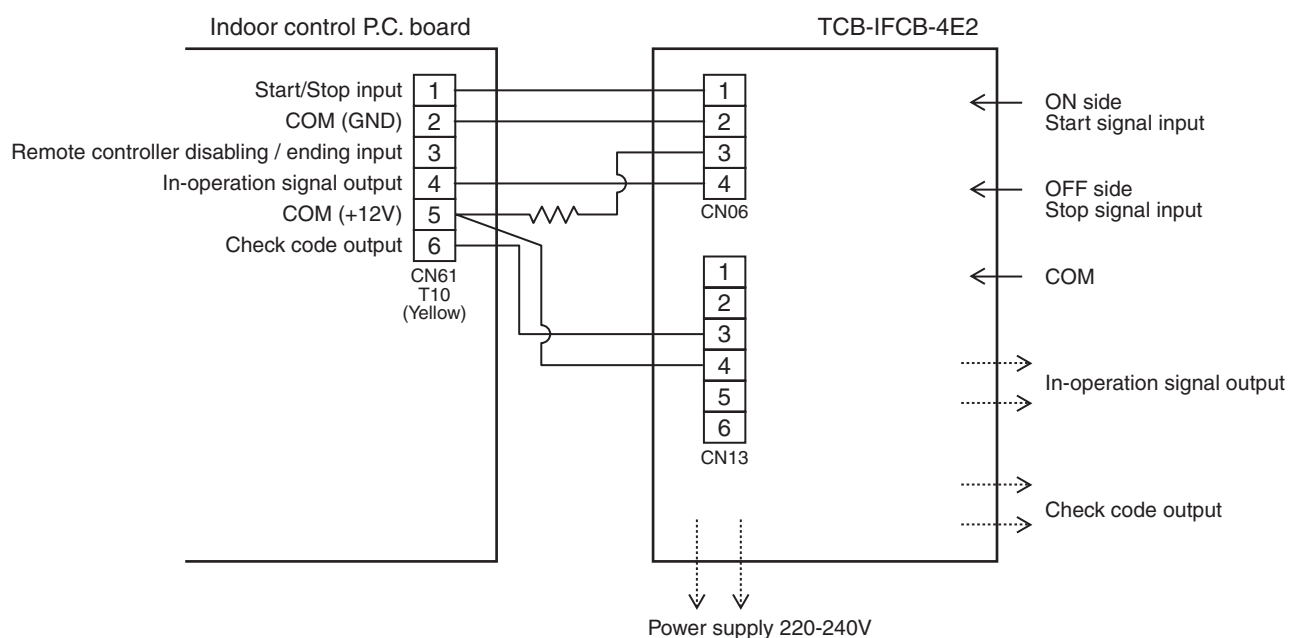 Indoor control P.C. board
TCB-IFCB-4E2
Start/Stop input 1
COM (GND) 2
Remote controller disabling / ending input 3
In-operation signal output 4
COM (+12V) 5
Check code output 6
CN61
T10
(Yellow)
1
2
3
4
CN06
1
2
3
4
5
6
CN13
ON side
Start signal input
OFF side
Stop signal input
COM
In-operation signal output
Check code output
Power supply 220-240V